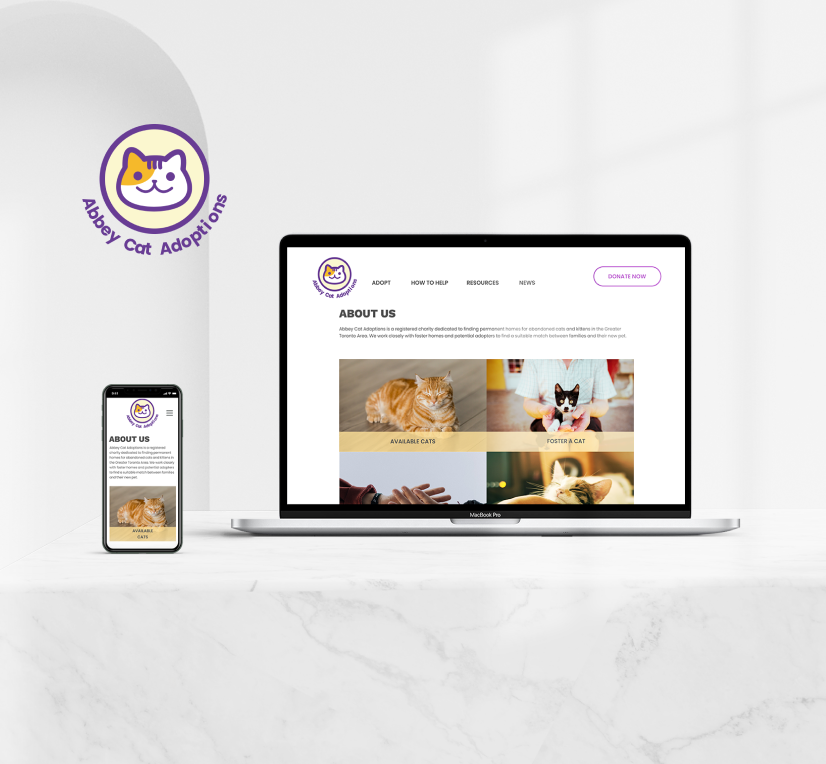 Abbey Cat Adoptions
Abbey Cat Adoptions
ADOPT
HOW TO HELP
RESOURCES
NEWS
DONATE NOW
ABOUT US
Abbey Cat Adoptions is a registered charity dedicated to finding permanent homes for abandoned cats and kittens in the Greater
Toronto Area. We work closely with foster homes and potential adopters to find a suitable match between families and their new pet.
AVAILABLE CATS
FOSTER A CAT
MacBook Pro
Abbey Cat Adoptions
ABOUT US
Abbey Cat Adoptions is a registered
charity dedicated to finding permanent
homes for abandoned cats and kittens in
the Greater Toronto Area. We work closely
with foster homes and potential adopters
to find a suitable match between families
and their new pet.
AVAILABLE
CATS